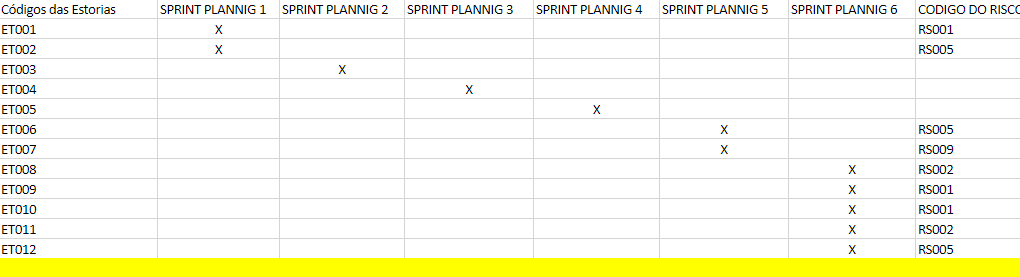 Códigos das Estorias SPRINT PLANNIG 1 SPRINT PLANNIG 2 SPRINT PLANNIG 3 SPRINT PLANNIG 4 SPRINT PLANNIG 5 SPRINT PLANNIG 6 CODIGO DO RISCO
ET001 X RS001
ET002 X RS005
ET003 X
ET004 X
ET005 X
ET006 X RS005
ET007 X RS009
ET008 X RS002
ET009 X RS001
ET010 X RS001
ET011 X RS002
ET012 X RS005